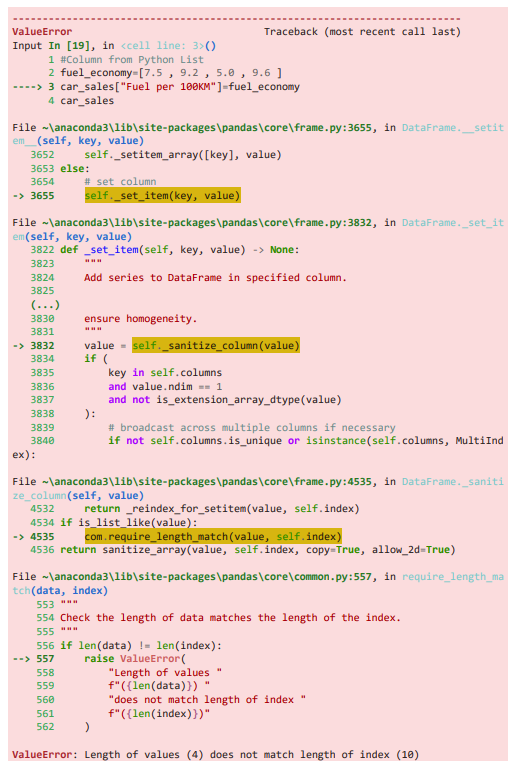 ---------------------------------------------------------------------------
ValueError                                Traceback (most recent call last)
Input In [19], in <cell line: 3>()
      1 #Column from Python List
      2 fuel_economy=[7.5 , 9.2 , 5.0 , 9.6 ]
----> 3 car_sales["Fuel per 100KM"]=fuel_economy
      4 car_sales
File ~\anaconda3\lib\site-packages\pandas\core\frame.py:3655, in DataFrame.__setit
em__(self, key, value)
   3652     self._setitem_array([key], value)
   3653 else:
   3654     # set column
-> 3655     self._set_item(key, value)
File ~\anaconda3\lib\site-packages\pandas\core\frame.py:3832, in DataFrame._set_it
em(self, key, value)
   3822 def _set_item(self, key, value) -> None:
   3823     """
   3824     Add series to DataFrame in specified column.
   3825
   (...)
   3830     ensure homogeneity.
   3831     """
-> 3832     value = self._sanitize_column(value)
   3834     if (
   3835         key in self.columns
   3836         and value.ndim == 1
   3837         and not is_extension_array_dtype(value)
   3838     ):
   3839         # broadcast across multiple columns if necessary
   3840         if not self.columns.is_unique or isinstance(self.columns, MultiInd
ex):
File ~\anaconda3\lib\site-packages\pandas\core\frame.py:4535, in DataFrame._saniti
ze_column(self, value)
   4532     return _reindex_for_setitem(value, self.index)
   4534 if is_list_like(value):
-> 4535     com.require_length_match(value, self.index)
   4536 return sanitize_array(value, self.index, copy=True, allow_2d=True)
File ~\anaconda3\lib\site-packages\pandas\core\common.py:557, in require_length_ma
tch(data, index)
    553 """
    554 Check the length of data matches the length of the index.
    555 """
    556 if len(data) != len(index):
--> 557     raise ValueError(
    558         "Length of values "
    559         f"({len(data)}) "
    560         "does not match length of index "
    561         f"({len(index)})"
    562     )
ValueError: Length of values (4) does not match length of index (10)